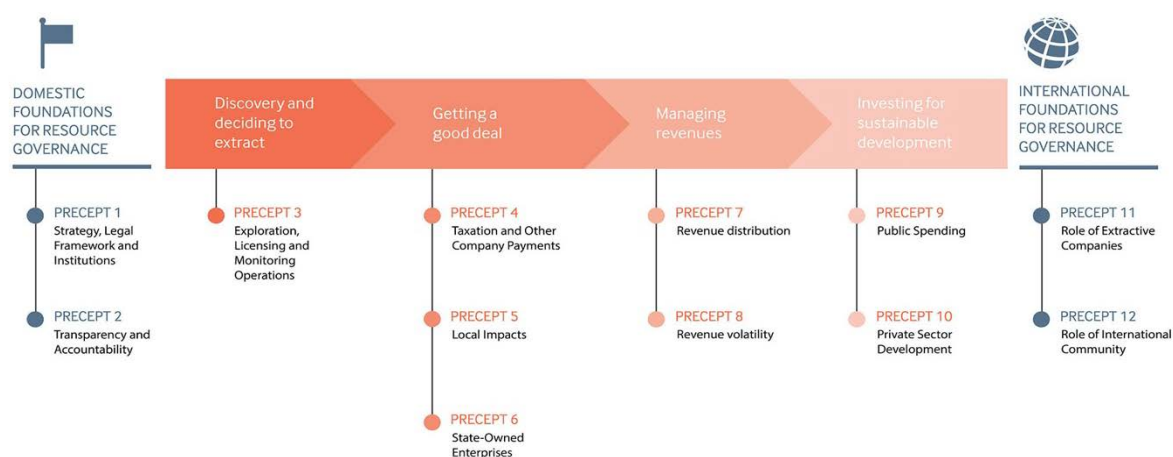 DOMESTIC
FOUNDATIONS
FOR RESOURCE
GOVERNANCE
Discovery and
deciding to
extract
Getting a
good deal
Managing
revenues
Investing for
sustainable
development
INTERNATIONAL
FOUNDATIONS
FOR RESOURCE
GOVERNANCE
PRECEPT 1
Strategy, Legal
Framework and
Institutions
PRECEPT 2
Transparency and
Accountability
PRECEPT 3
Exploration,
Licensing and
Monitoring
Operations
PRECEPT 4
Taxation and Other
Company Payments
PRECEPT 5
Local Impacts
PRECEPT 6
State-Owned
Enterprises
PRECEPT 7
Revenue distribution
PRECEPT 8
Revenue volatility
PRECEPT 9
Public Spending
PRECEPT 10
Private Sector
Development
PRECEPT 11
Role of Extractive
Companies
PRECEPT 12
Role of International
Community